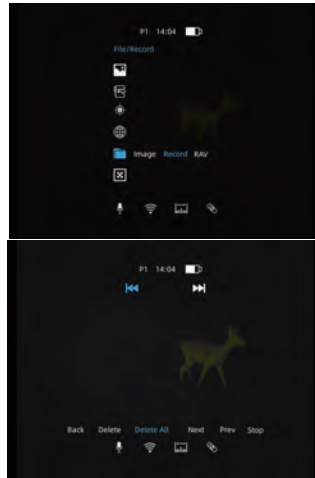 P1 14:04
File/Record
Image Record RAV
P1 14:04
Back Delete Delete All Next Prev Stop